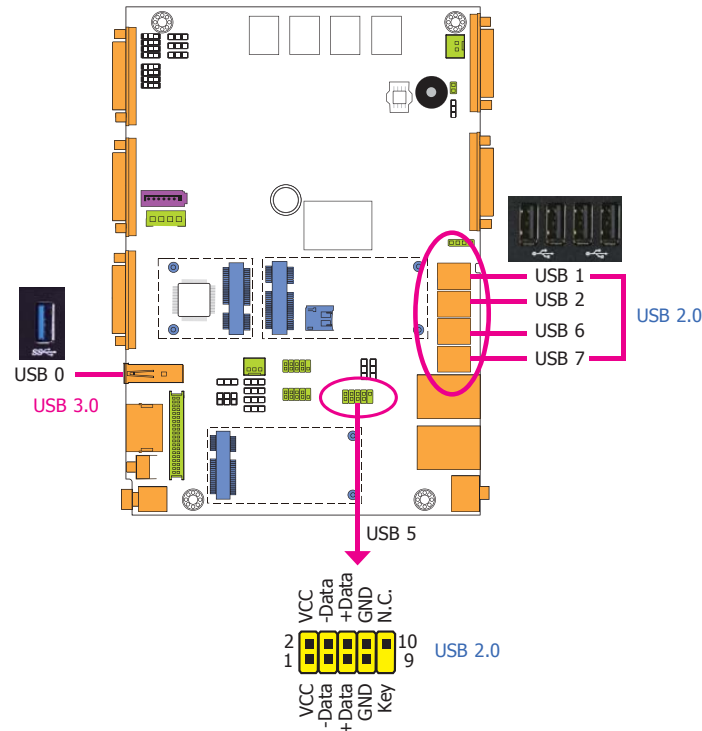 USB 1
USB 2
USB 6
USB 7
USB 2.0
SS
USB 0
USB 3.0
USB 5
VCC
-Data
+Data
GND
N.C.
2
10
1
9
USB 2.0
VCC
-Data
+Data
GND
Key